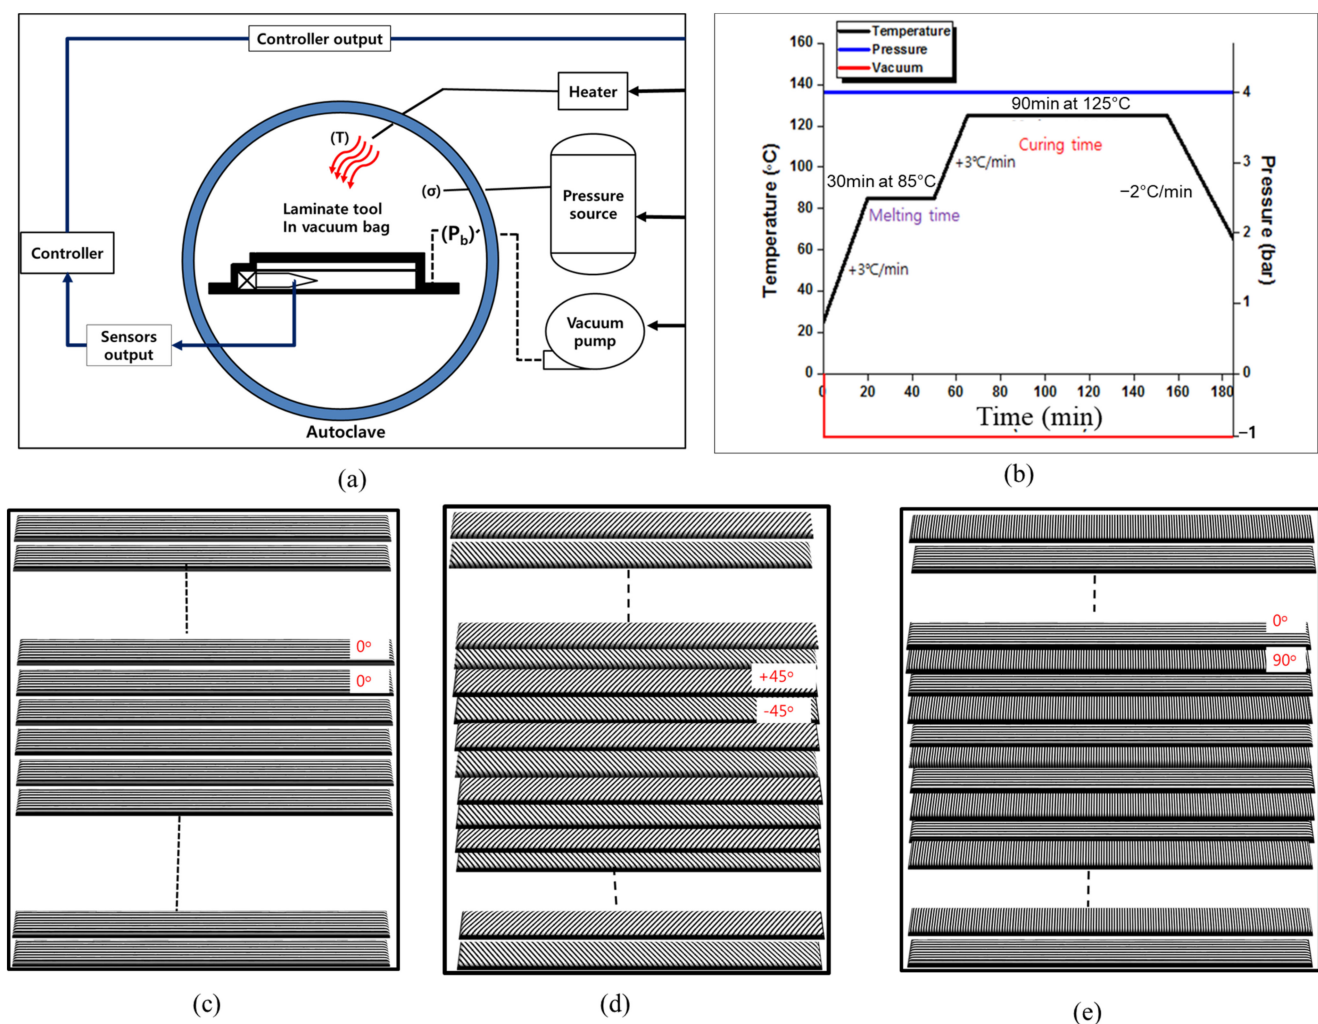 Controller output
Heater
(T)
(σ)
Pressure
source
Laminate tool
In vacuum bag
(Pb)
Controller
Vacuum
pump
Sensors
output
Autoclave
(a)
Temperature
Pressure
Vacuum
160
140
120
100
80
60
40
20
0
Temperature (°C)
90min at 125°C
Curing time
+3℃/min
30min at 85°C
Melting time
+3℃/min
−2°C/min
4
3
2
1
0
−1
Pressure (bar)
0 20 40 60 80 100 120 140 160 180
Time (min)
(b)
0°
0°
(c)
+45°
-45°
(d)
0°
90°
(e)